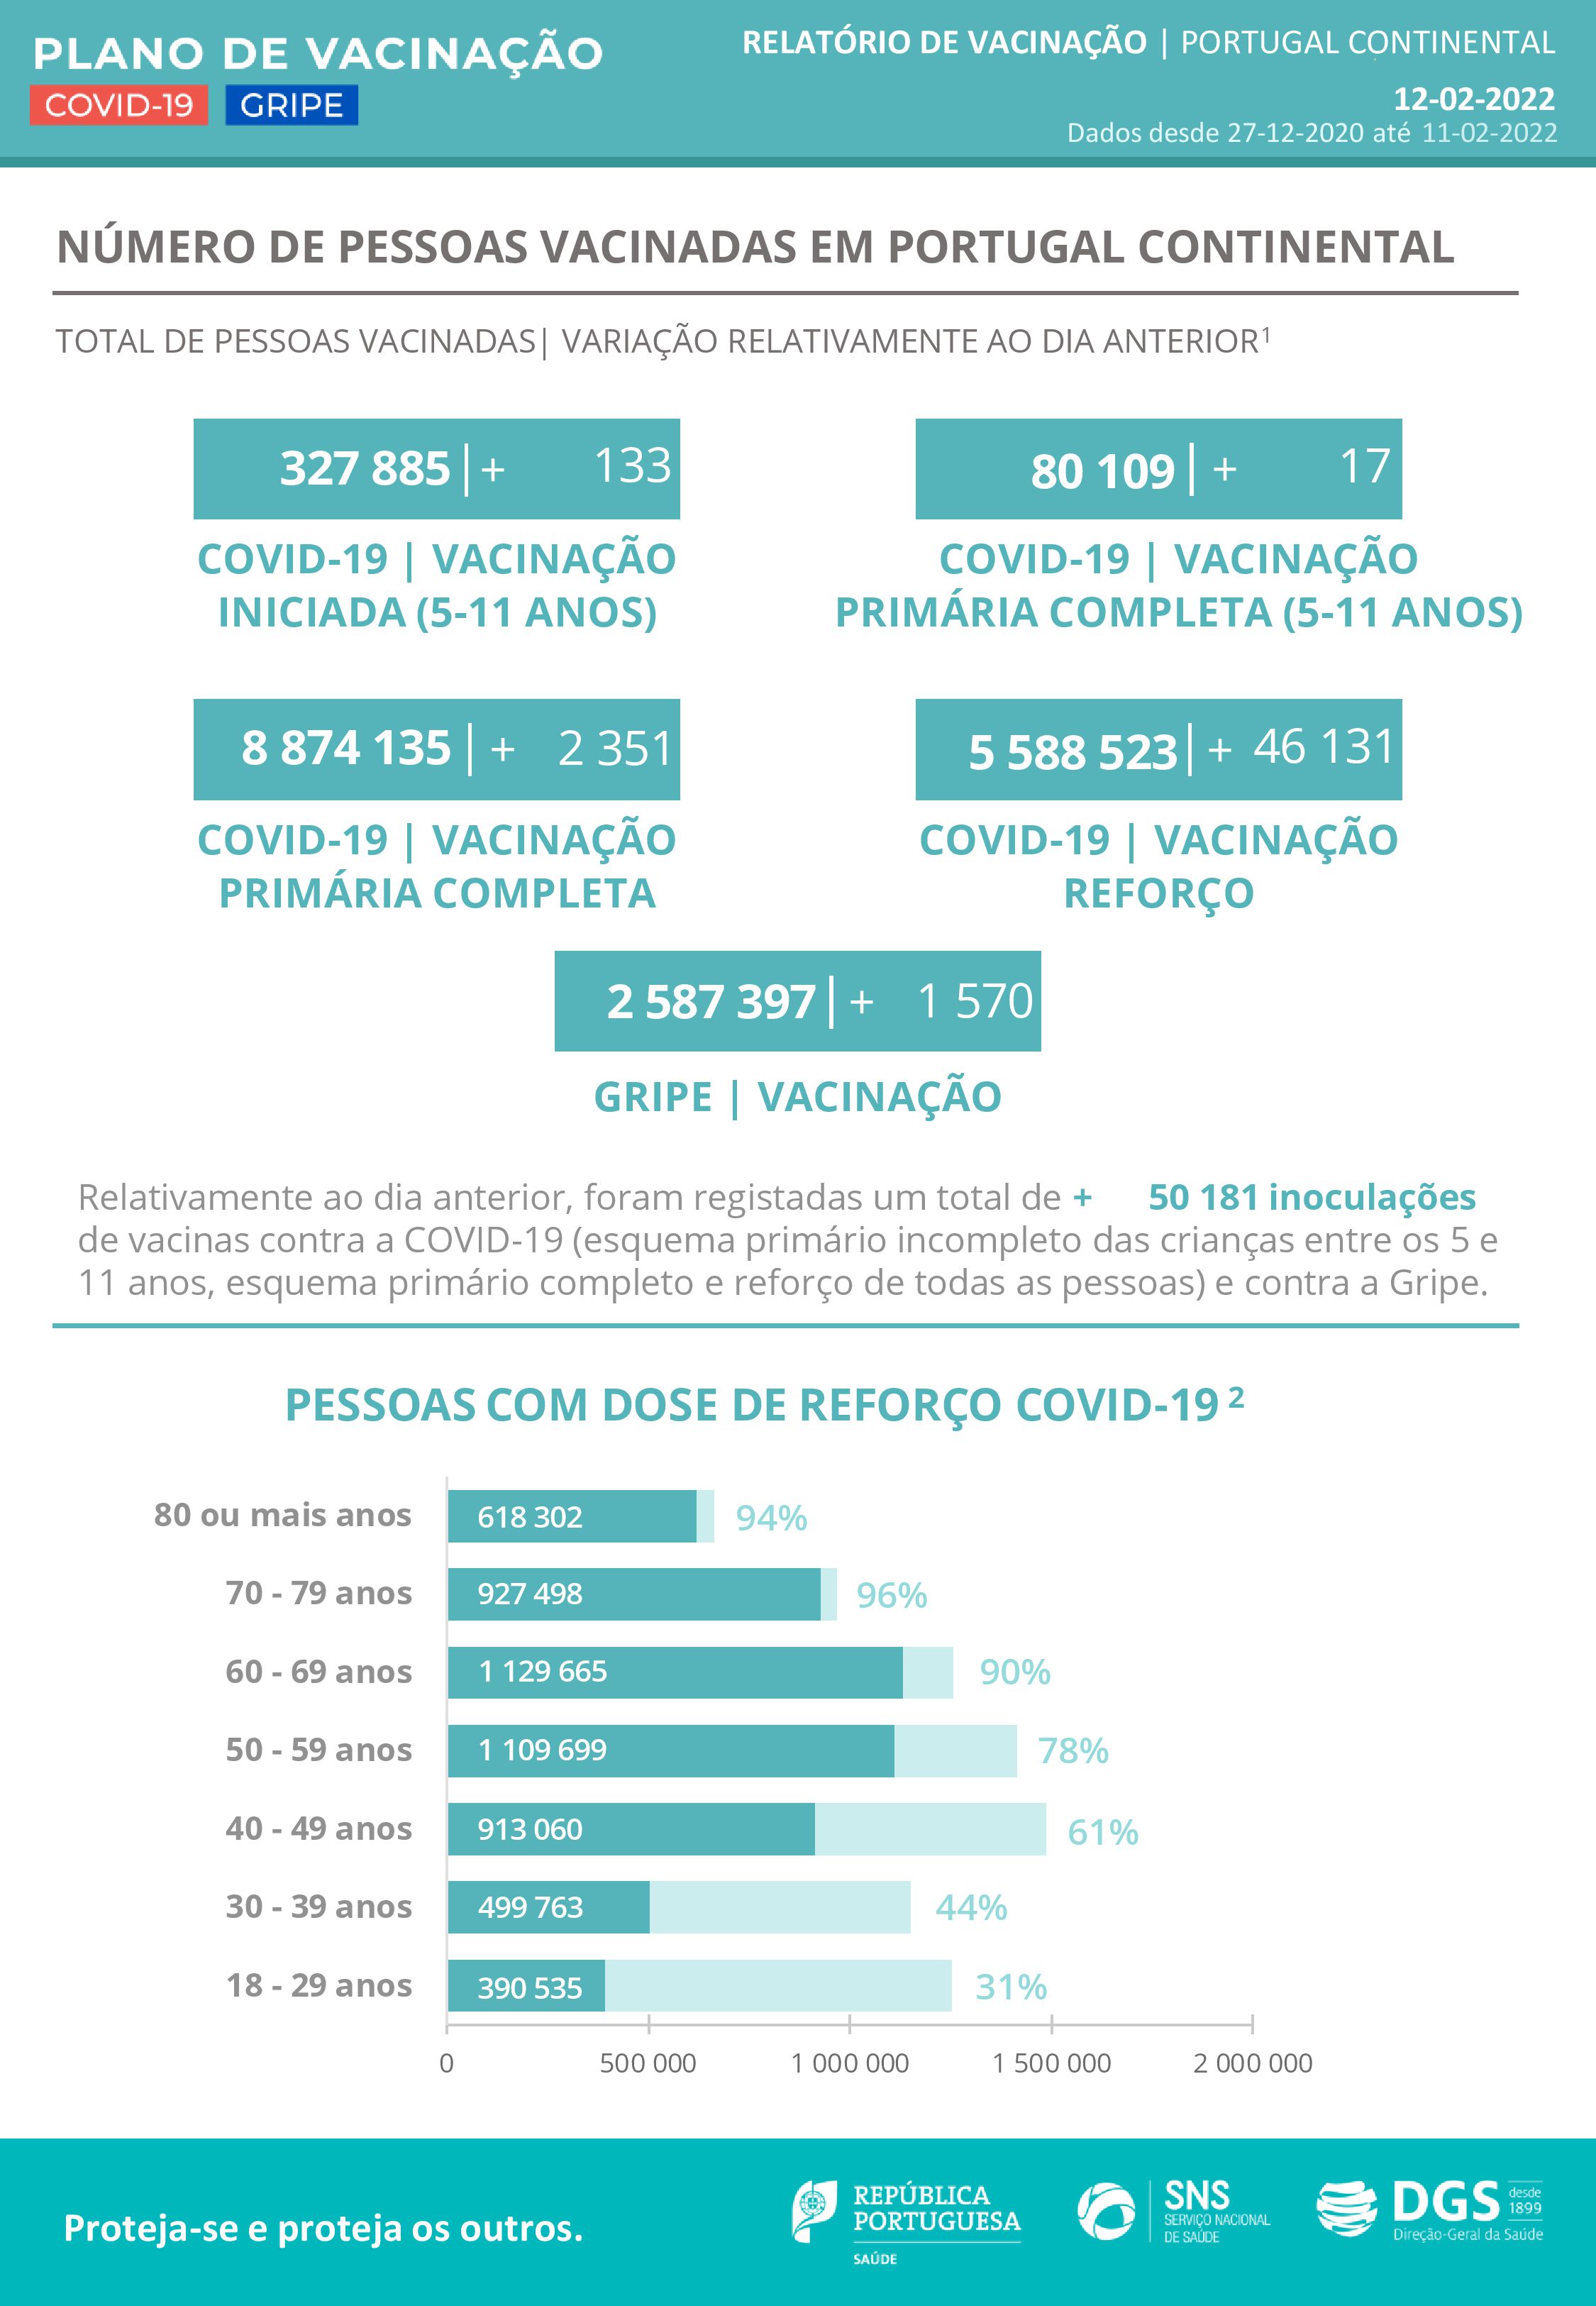 PLANO DE VACINAÇÃO
COVID-19 GRIPE
RELATÓRIO DE VACINAÇÃO | PORTUGAL CONTINENTAL
12-02-2022
Dados desde 27-12-2020 até 11-02-2022
NÚMERO DE PESSOAS VACINADAS EM PORTUGAL CONTINENTAL
TOTAL DE PESSOAS VACINADAS| VARIAÇÃO RELATIVAMENTE AO DIA ANTERIOR¹
327 885 | + 133
COVID-19 | VACINAÇÃO
INICIADA (5-11 ANOS)
80 109 | + 17
COVID-19 | VACINAÇÃO
PRIMÁRIA COMPLETA (5-11 ANOS)
8 874 135 | + 2 351
COVID-19 | VACINAÇÃO
PRIMÁRIA COMPLETA
5 588 523 | + 46 131
COVID-19 | VACINAÇÃO
REFORÇO
2 587 397 | + 1 570
GRIPE | VACINAÇÃO
Relativamente ao dia anterior, foram registadas um total de + 50 181 inoculações
de vacinas contra a COVID-19 (esquema primário incompleto das crianças entre os 5 e
11 anos, esquema primário completo e reforço de todas as pessoas) e contra a Gripe.
PESSOAS COM DOSE DE REFORÇO COVID-19 ²
80 ou mais anos 618 302 94%
70 - 79 anos 927 498 96%
60 - 69 anos 1 129 665 90%
50 - 59 anos 1 109 699 78%
40 - 49 anos 913 060 61%
30 - 39 anos 499 763 44%
18 - 29 anos 390 535 31%
0 500 000 1 000 000 1 500 000 2 000 000
Proteja-se e proteja os outros.
REPÚBLICA
PORTUGUESA
SAÚDE
SNS
SERVIÇO NACIONAL
DE SAÚDE
DGS desde
1899
Direção-Geral da Saúde